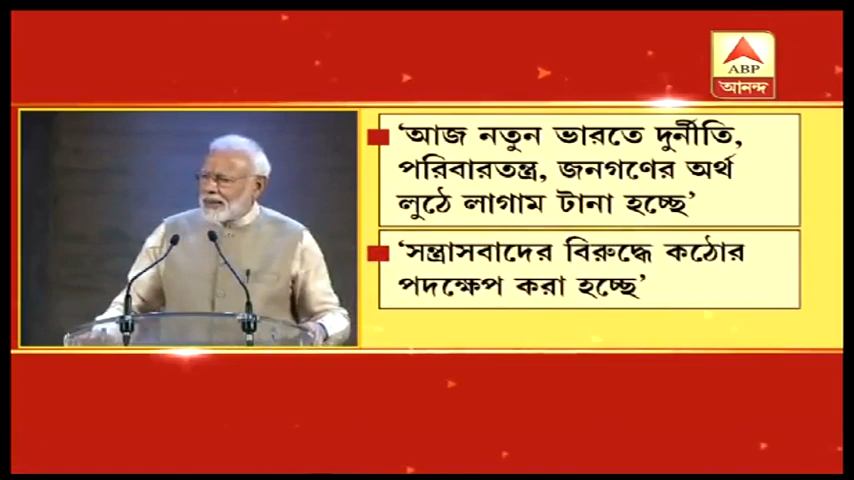 ABP
আনন্দ
‘আজ নতুন ভারতে দুর্নীতি,
পরিবারতন্ত্র, জনগণের অর্থ
লুঠে লাগাম টানা হচ্ছে’
‘সন্ত্রাসবাদের বিরুদ্ধে কঠোর
পদক্ষেপ করা হচ্ছে’